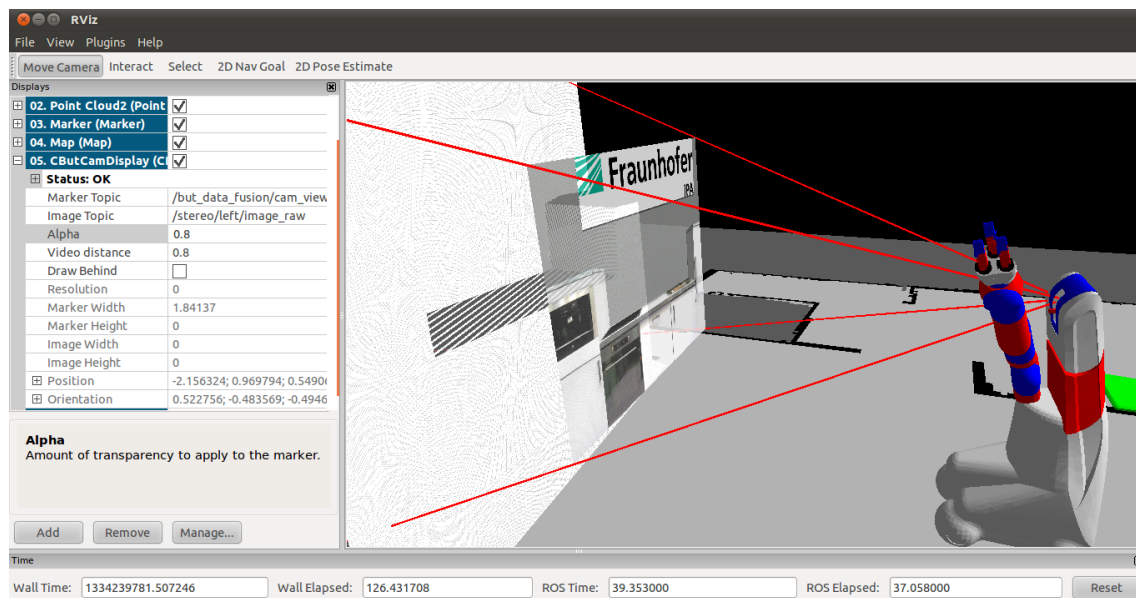 RViz
File View Plugins Help
Move Camera Interact Select 2D Nav Goal 2D Pose Estimate
Displays
02. Point Cloud2 (Point
03. Marker (Marker)
04. Map (Map)
05. CButCamDisplay (Cl
Status: OK
Marker Topic /but_data_fusion/cam_view
Image Topic /stereo/left/image_raw
Alpha 0.8
Video distance 0.8
Draw Behind
Resolution 0
Marker Width 1.84137
Marker Height 0
Image Width 0
Image Height 0
Position -2.156324; 0.969794; 0.5490
Orientation 0.522756; -0.483569; -0.4946
Fraunhofer
IPA
Alpha
Amount of transparency to apply to the marker.
Add Remove Manage...
Time
Wall Time: 1334239781.507246 Wall Elapsed: 126.431708 ROS Time: 39.353000 ROS Elapsed: 37.058000 Reset